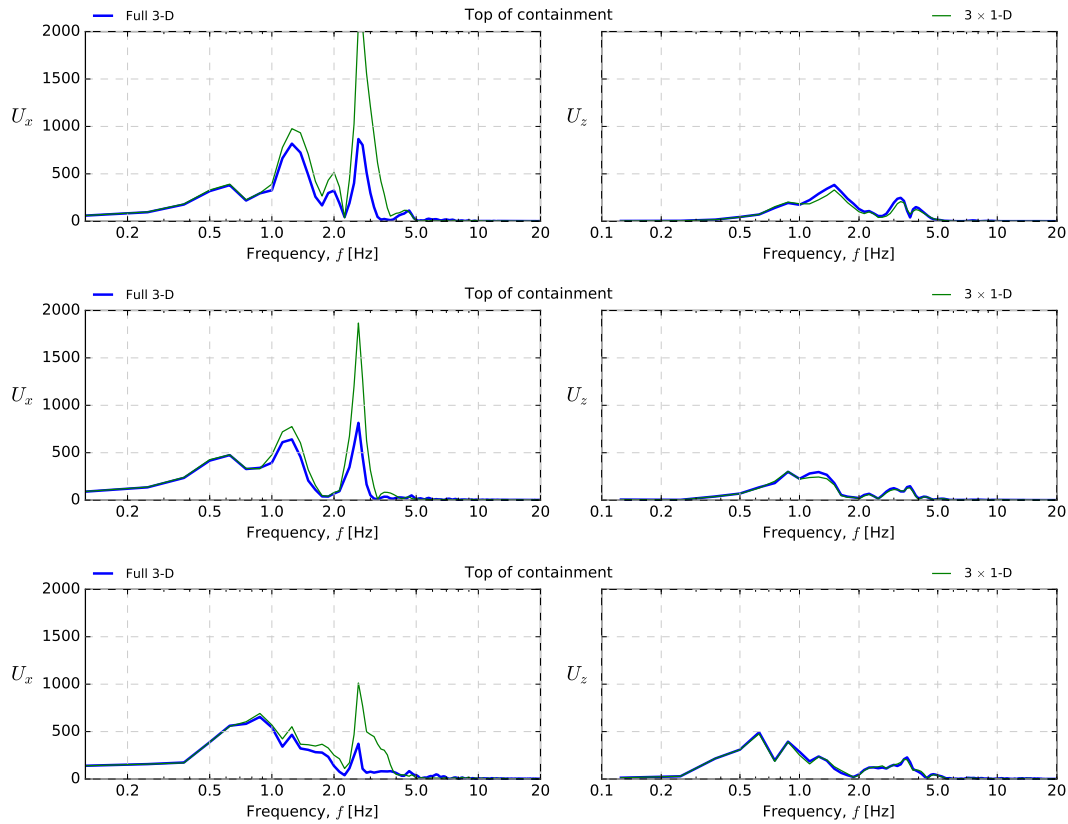 Full 3-D Top of containment 3 × 1-D
2000
1500
1000
500
0
U_x
0.2 0.5 1.0 2.0 5.0 10 20
Frequency, f [Hz]
U_z
0.1 0.2 0.5 1.0 2.0 5.0 10 20
Frequency, f [Hz]
Full 3-D Top of containment 3 × 1-D
2000
1500
1000
500
0
U_x
0.2 0.5 1.0 2.0 5.0 10 20
Frequency, f [Hz]
U_z
0.1 0.2 0.5 1.0 2.0 5.0 10 20
Frequency, f [Hz]
Full 3-D Top of containment 3 × 1-D
2000
1500
1000
500
0
U_x
0.2 0.5 1.0 2.0 5.0 10 20
Frequency, f [Hz]
U_z
0.1 0.2 0.5 1.0 2.0 5.0 10 20
Frequency, f [Hz]